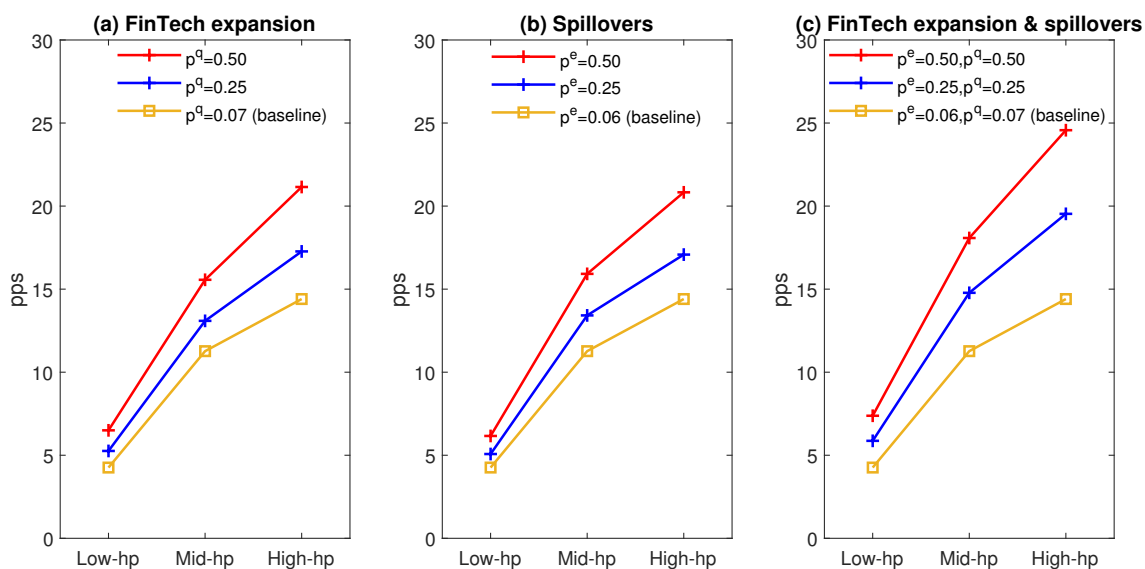 (a) FinTech expansion
30
25
20
15
10
5
0
pps
p^q=0.50
p^q=0.25
p^q=0.07 (baseline)
Low-hp Mid-hp High-hp
(b) Spillovers
30
25
20
15
10
5
0
pps
p^e=0.50
p^e=0.25
p^e=0.06 (baseline)
Low-hp Mid-hp High-hp
(c) FinTech expansion & spillovers
30
25
20
15
10
5
0
pps
p^e=0.50,p^q=0.50
p^e=0.25,p^q=0.25
p^e=0.06,p^q=0.07 (baseline)
Low-hp Mid-hp High-hp